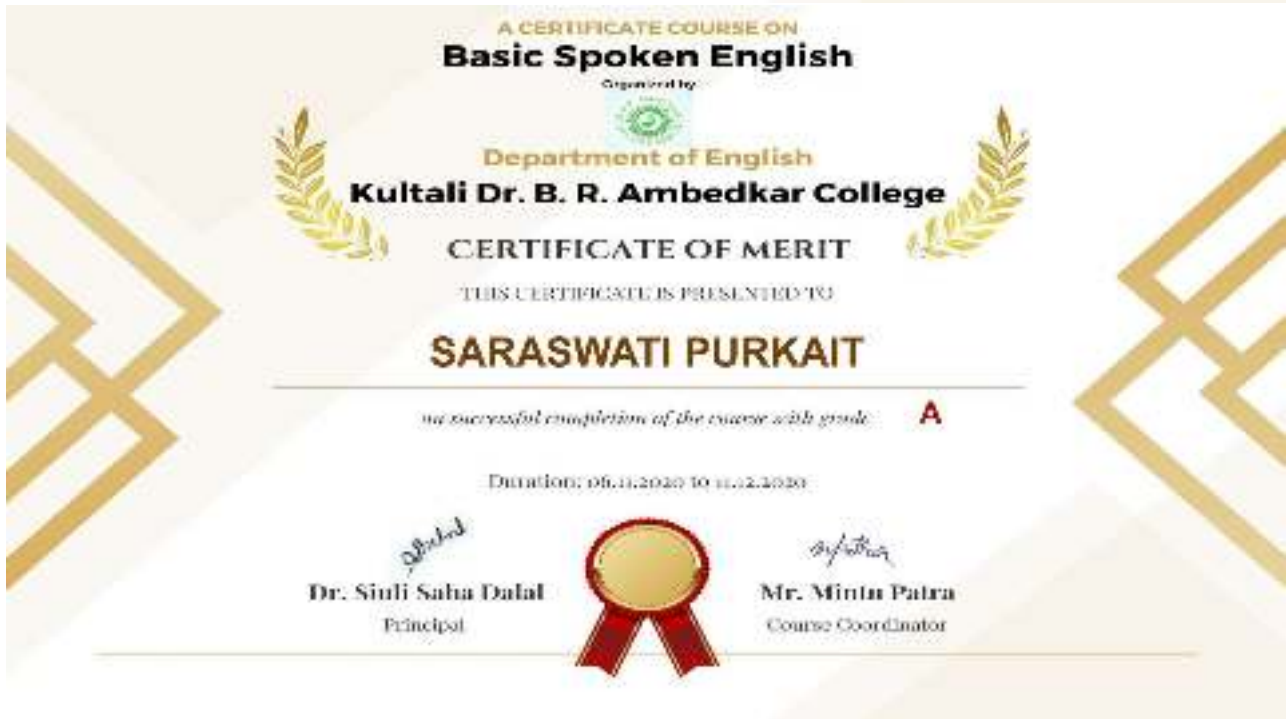 A CERTIFICATE COURSE ON
Basic Spoken English
Organized by
Department of English
Kultali Dr. B. R. Ambedkar College
CERTIFICATE OF MERIT
THIS CERTIFICATE IS PRESENTED TO
SARASWATI PURKAIT
on successful completion of the course with grade A
Duration: 06.11.2020 to 11.12.2020
Dr. Siuli Saha Dalal
Principal
Mr. Mintu Patra
Course Coordinator